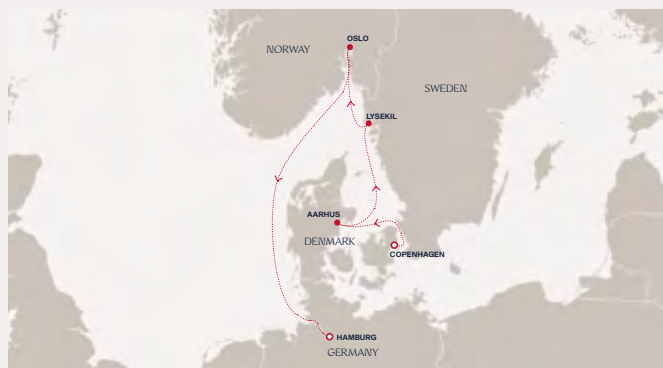 OSLO
NORWAY
SWEDEN
LYSEKIL
AARHUS
DENMARK
COPENHAGEN
HAMBURG
GERMANY